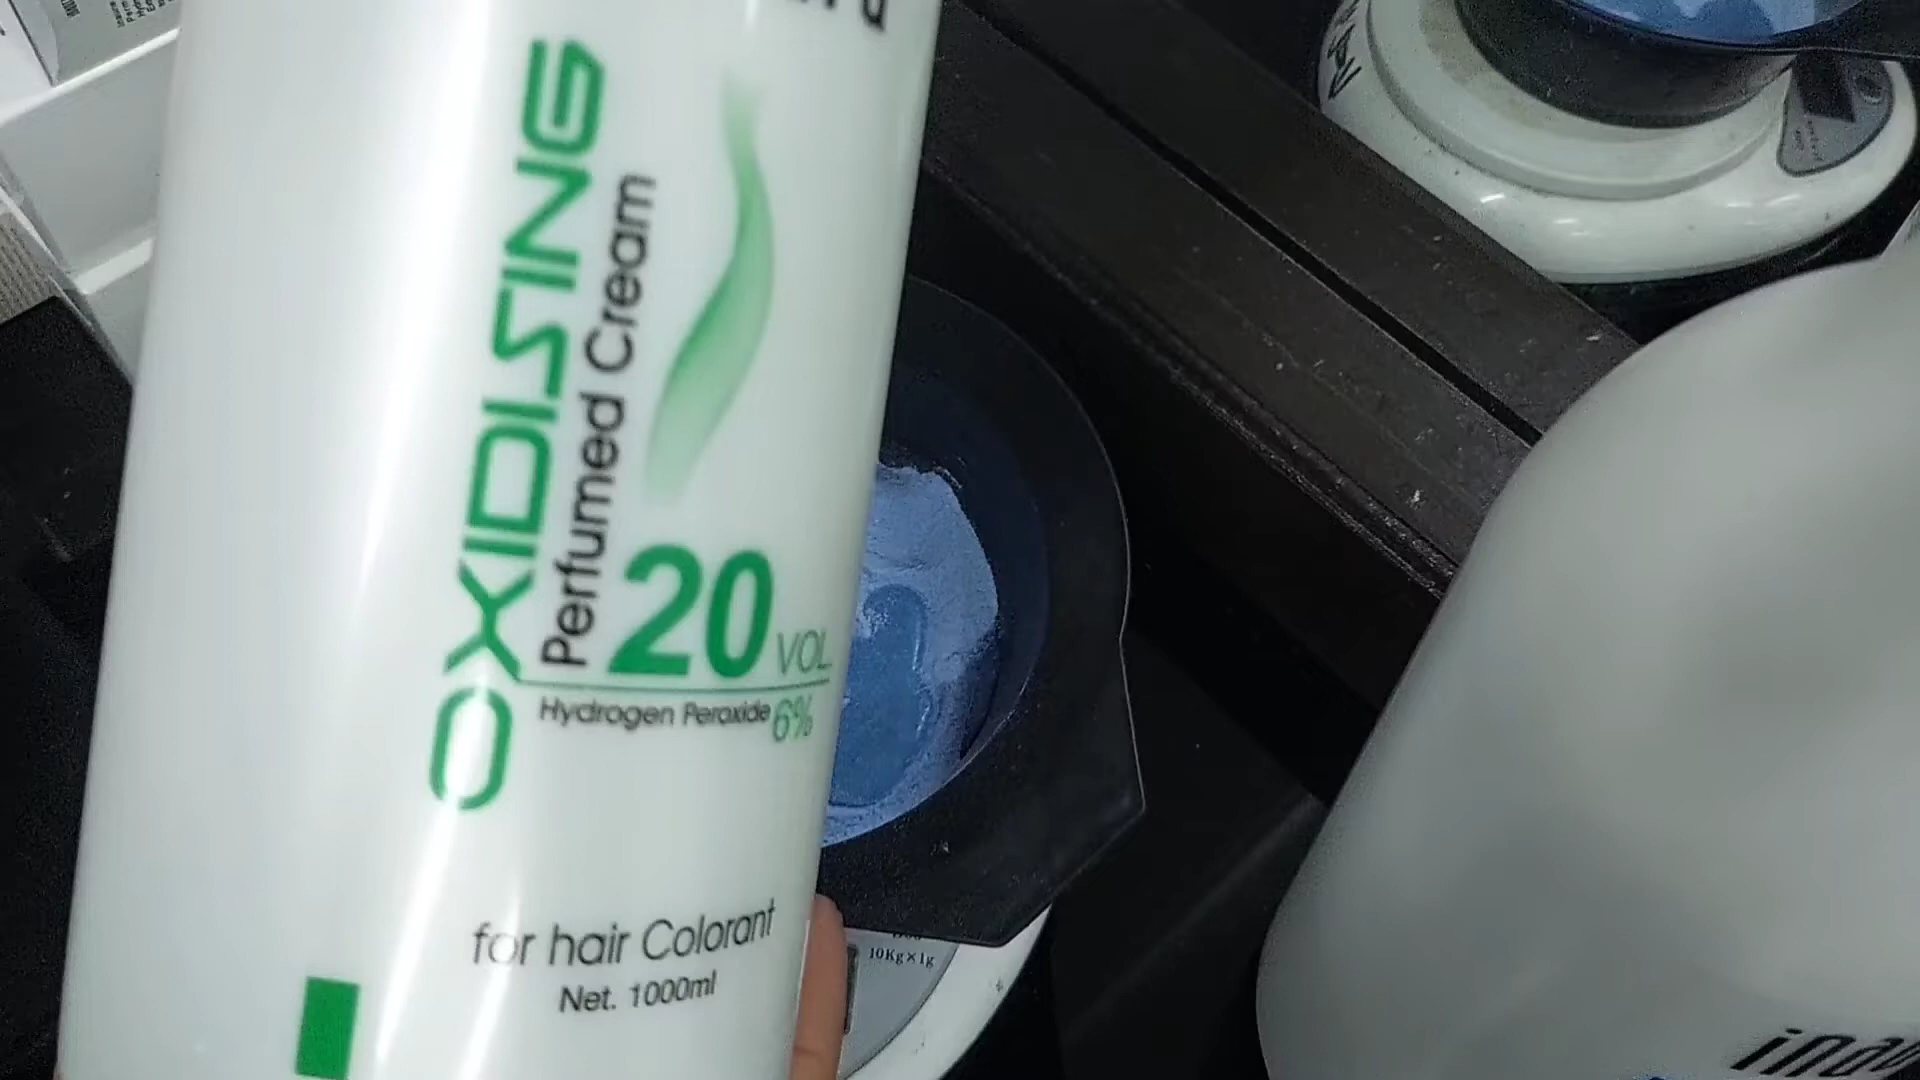 OXIDISING
Perfumed Cream
20 VOL
Hydrogen Peroxide 6%
for hair Colorant
Net. 1000ml
10Kg×1g